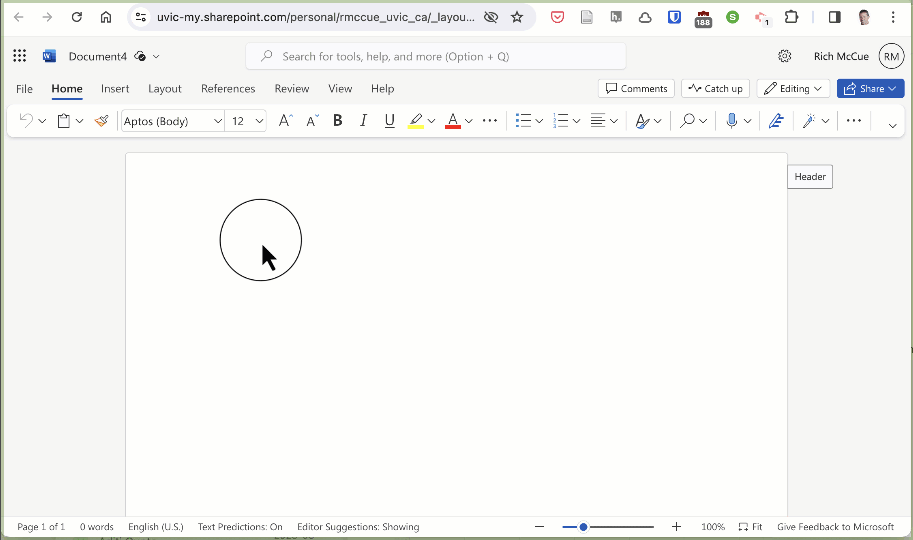 uvic-my.sharepoint.com/personal/rmccue_uvic_ca/_layou...
188
S
1
W Document4
Search for tools, help, and more (Option + Q)
Rich McCue RM
File Home Insert Layout References Review View Help
Comments Catch up Editing Share
Aptos (Body) 12 A A B I U A
Header
Page 1 of 1 0 words English (U.S.) Text Predictions: On Editor Suggestions: Showing 100% Fit Give Feedback to Microsoft